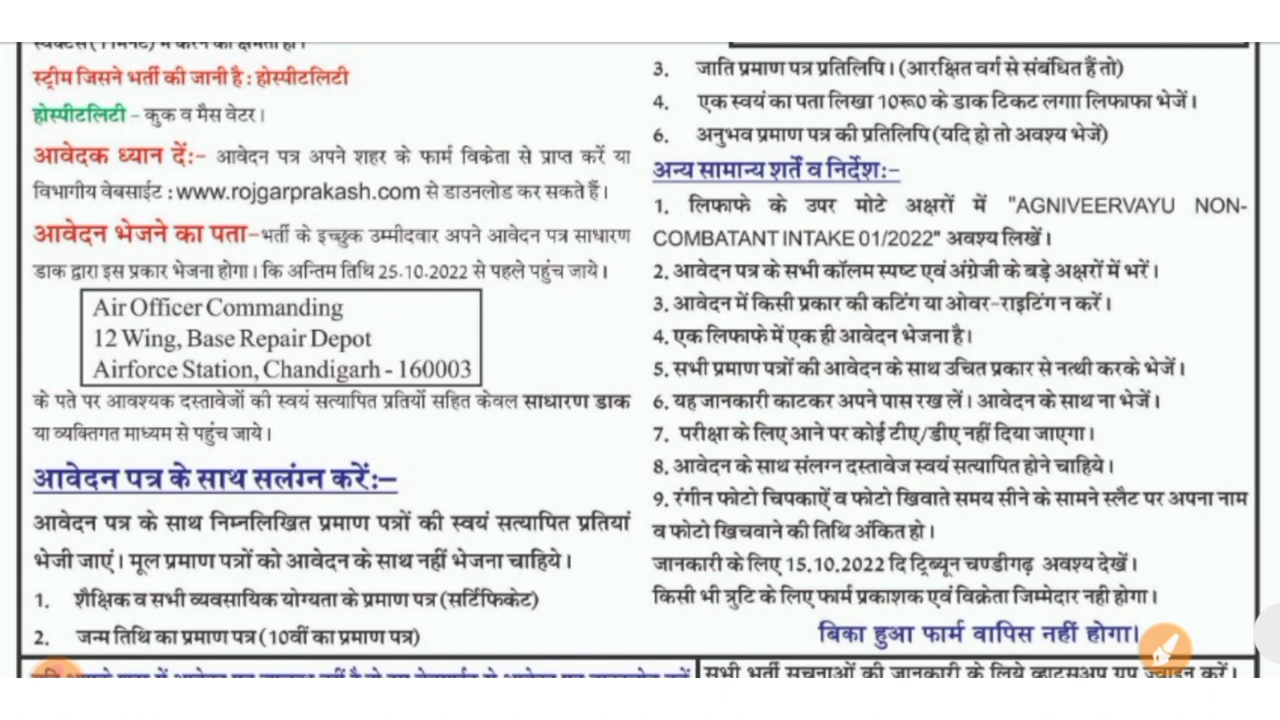 स्ट्रीम जिसने भर्ती की जानी है : होस्पीटलिटी
होस्पीटलिटी - कुक व मैस वेटर।
आवेदक ध्यान दें:- आवेदन पत्र अपने शहर के फार्म विक्रेता से प्राप्त करें या
विभागीय वेबसाईट : www.rojgarprakash.com से डाउनलोड कर सकते हैं।
आवेदन भेजने का पता-भर्ती के इच्छुक उम्मीदवार अपने आवेदन पत्र साधारण
डाक द्वारा इस प्रकार भेजना होगा। कि अन्तिम तिथि 25.10.2022 से पहले पहुंच जाये।
Air Officer Commanding
12 Wing, Base Repair Depot
Airforce Station, Chandigarh - 160003
के पते पर आवश्यक दस्तावेजों की स्वयं सत्यापित प्रतियों सहित केवल साधारण डाक
या व्यक्तिगत माध्यम से पहुंच जाये।
आवेदन पत्र के साथ सलंग्न करें:-
आवेदन पत्र के साथ निम्नलिखित प्रमाण पत्रों की स्वयं सत्यापित प्रतियां
भेजी जाएं। मूल प्रमाण पत्रों को आवेदन के साथ नहीं भेजना चाहिये।
1. शैक्षिक व सभी व्यवसायिक योग्यता के प्रमाण पत्र (सर्टिफिकेट)
2. जन्म तिथि का प्रमाण पत्र (10वीं का प्रमाण पत्र)
3. जाति प्रमाण पत्र प्रतिलिपि। (आरक्षित वर्ग से संबंधित हैं तो)
4. एक स्वयं का पता लिखा 10रू0 के डाक टिकट लगाा लिफाफा भेजें।
6. अनुभव प्रमाण पत्र की प्रतिलिपि (यदि हो तो अवश्य भेजें)
अन्य सामान्य शर्तें व निर्देश:-
1. लिफाफे के उपर मोटे अक्षरों में "AGNIVEERVAYU NON-
COMBATANT INTAKE 01/2022" अवश्य लिखें।
2. आवेदन पत्र के सभी कॉलम स्पष्ट एवं अंग्रेजी के बड़े अक्षरों में भरें।
3. आवेदन में किसी प्रकार की कटिंग या ओवर-राइटिंग न करें।
4. एक लिफाफे में एक ही आवेदन भेजना है।
5. सभी प्रमाण पत्रों की आवेदन के साथ उचित प्रकार से नत्थी करके भेजें।
6. यह जानकारी काटकर अपने पास रख लें। आवेदन के साथ ना भेजें।
7. परीक्षा के लिए आने पर कोई टीए/डीए नहीं दिया जाएगा।
8. आवेदन के साथ संलग्न दस्तावेज स्वयं सत्यापित होने चाहिये।
9. रंगीन फोटो चिपकाऐं व फोटो खिवाते समय सीने के सामने स्लैट पर अपना नाम
व फोटो खिचवाने की तिथि अंकित हो।
जानकारी के लिए 15.10.2022 दि ट्रिब्यून चण्डीगढ़ अवश्य देखें।
किसी भी त्रुटि के लिए फार्म प्रकाशक एवं विक्रेता जिम्मेदार नही होगा।
बिका हुआ फार्म वापिस नहीं होगा।
सभी भर्ती सूचनाओं की जानकारी के लिये व्हाटसअप ग्रुप ज्वाइन करें।